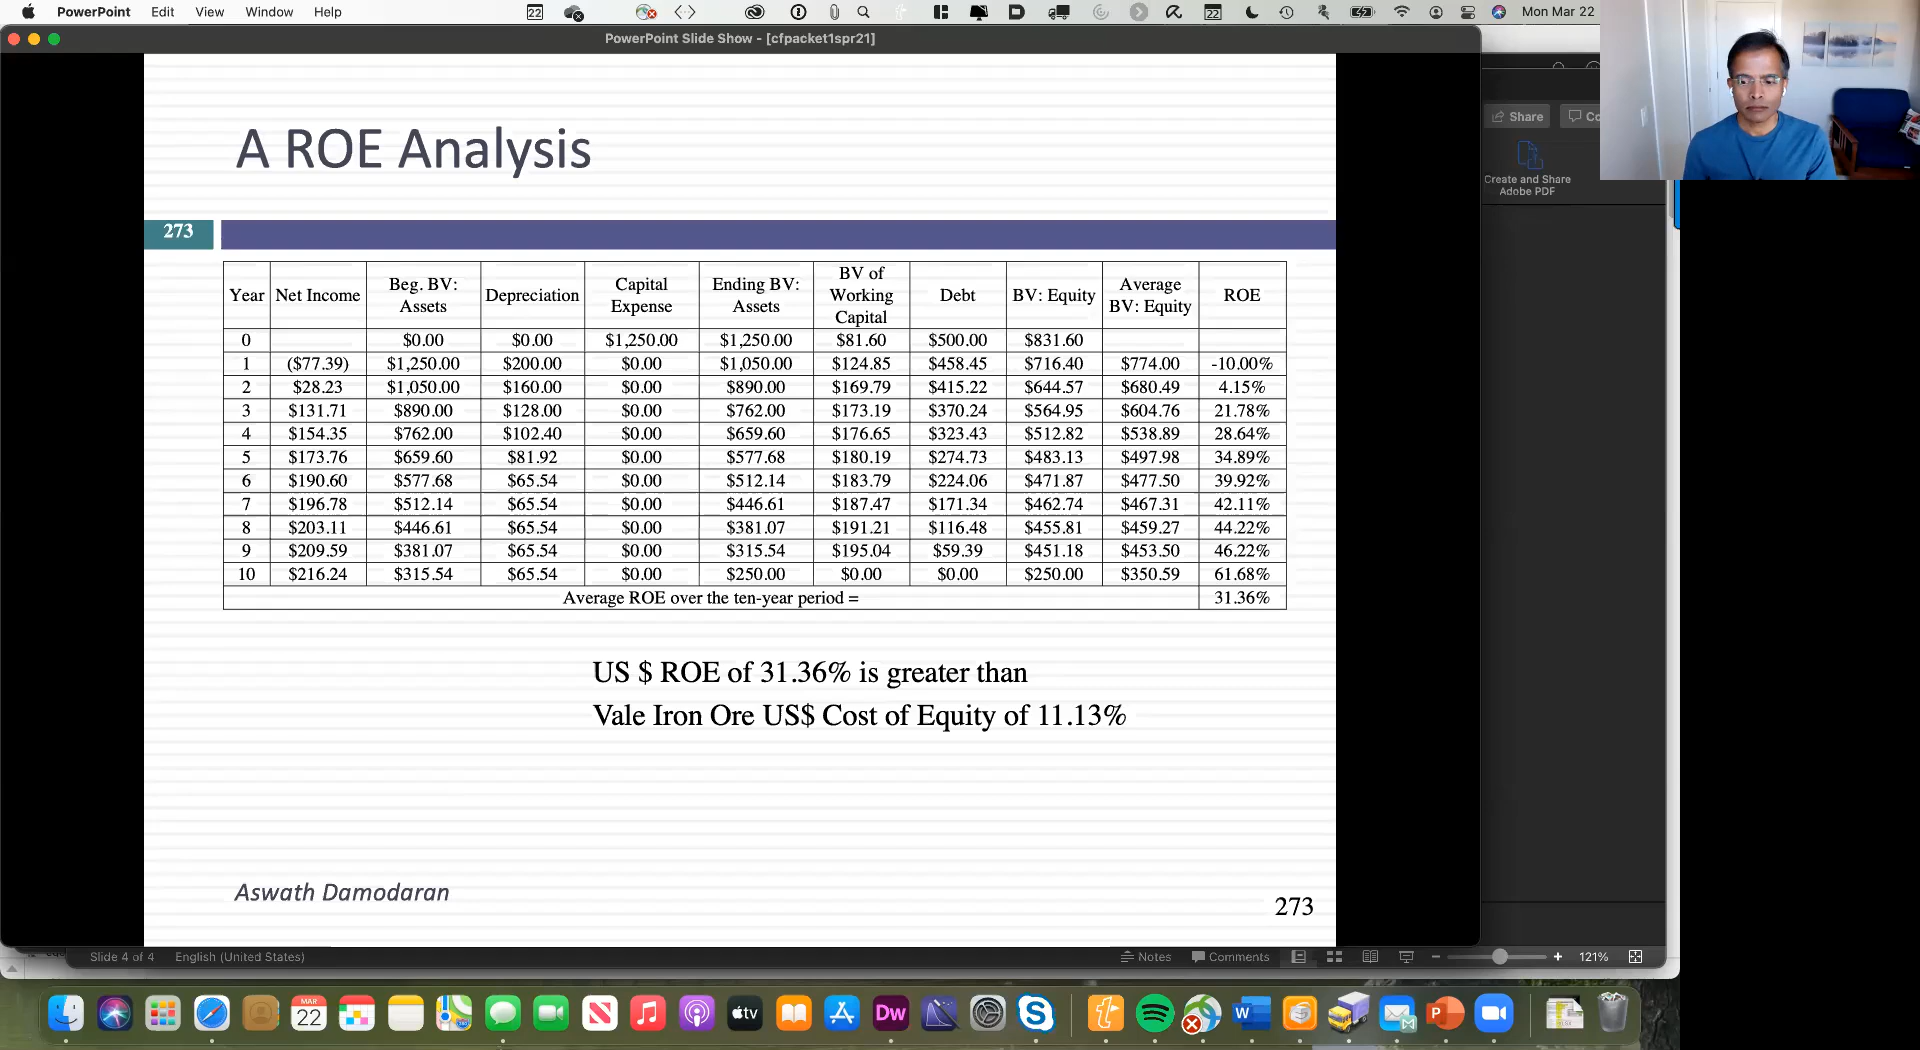 PowerPoint Edit View Window Help
22
22
Mon Mar 22
PowerPoint Slide Show - [cfpacket1spr21]
Share
Create and Share
Adobe PDF
A ROE Analysis
273
Year Net Income Beg. BV: Assets Depreciation Capital Expense Ending BV: Assets BV of Working Capital Debt BV: Equity Average BV: Equity ROE
0 $0.00 $0.00 $1,250.00 $1,250.00 $81.60 $500.00 $831.60
1 ($77.39) $1,250.00 $200.00 $0.00 $1,050.00 $124.85 $458.45 $716.40 $774.00 -10.00%
2 $28.23 $1,050.00 $160.00 $0.00 $890.00 $169.79 $415.22 $644.57 $680.49 4.15%
3 $131.71 $890.00 $128.00 $0.00 $762.00 $173.19 $370.24 $564.95 $604.76 21.78%
4 $154.35 $762.00 $102.40 $0.00 $659.60 $176.65 $323.43 $512.82 $538.89 28.64%
5 $173.76 $659.60 $81.92 $0.00 $577.68 $180.19 $274.73 $483.13 $497.98 34.89%
6 $190.60 $577.68 $65.54 $0.00 $512.14 $183.79 $224.06 $471.87 $477.50 39.92%
7 $196.78 $512.14 $65.54 $0.00 $446.61 $187.47 $171.34 $462.74 $467.31 42.11%
8 $203.11 $446.61 $65.54 $0.00 $381.07 $191.21 $116.48 $455.81 $459.27 44.22%
9 $209.59 $381.07 $65.54 $0.00 $315.54 $195.04 $59.39 $451.18 $453.50 46.22%
10 $216.24 $315.54 $65.54 $0.00 $250.00 $0.00 $0.00 $250.00 $350.59 61.68%
Average ROE over the ten-year period = 31.36%
US $ ROE of 31.36% is greater than
Vale Iron Ore US$ Cost of Equity of 11.13%
Aswath Damodaran
273
Slide 4 of 4 English (United States) Notes Comments 121%
MAR
22
tv
Dw
W
P